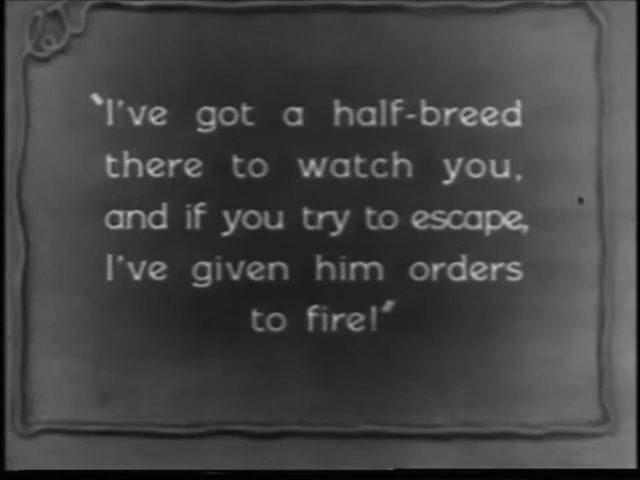 "I've got a half-breed
there to watch you,
and if you try to escape,
I've given him orders
to fire!"